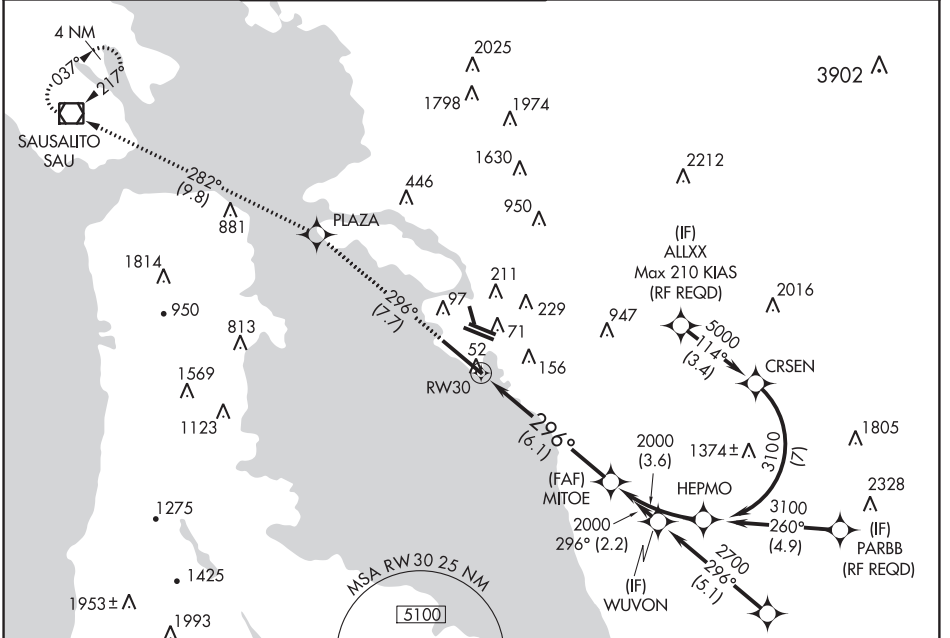 4 NM
037°
217°
SAUSALITO
SAU
282°
(9.8)
881
PLAZA
446
2025
1798
1974
1630
950
3902
2212
(IF)
ALLXX
Max 210 KIAS
(RF REQD)
2016
1814
950
813
1569
1123
296°
(7.7)
97
211
229
71
52
156
RW30
947
5000
114°
(3.4)
CRSEN
3100
(7)
1374±
1805
2328
296°
(6.1)
2000
(3.6)
(FAF)
MITOE
HEPMO
3100
260°
(4.9)
(IF)
PARBB
(RF REQD)
2000
296° (2.2)
(IF)
WUVON
2700
296°
(5.1)
1275
1425
1953±
1993
MSA RW30 25 NM
5100